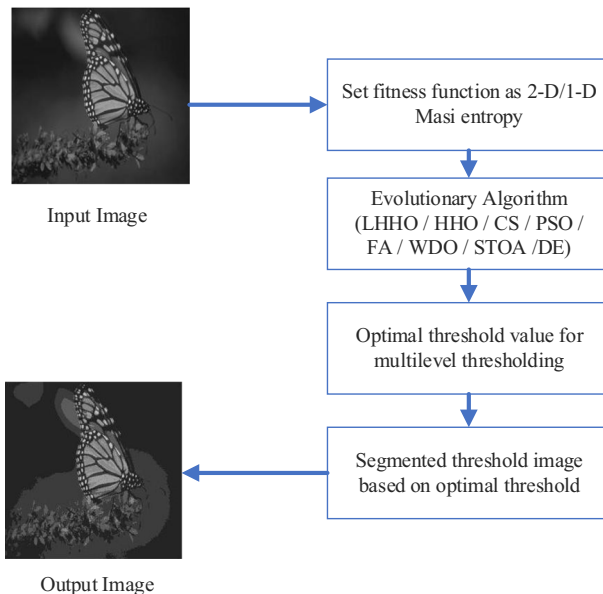 Set fitness function as 2-D/1-D
Masi entropy
Input Image
Evolutionary Algorithm
(LHHO / HHO / CS / PSO /
FA / WDO / STOA /DE)
Optimal threshold value for
multilevel thresholding
Segmented threshold image
based on optimal threshold
Output Image